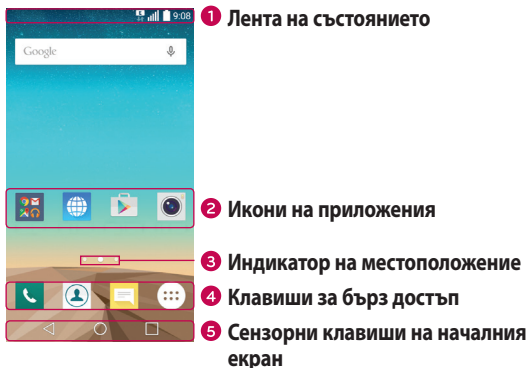 9:08
1 Лента на състоянието
Google
2 Икони на приложения
3 Индикатор на местоположение
4 Клавиши за бърз достъп
5 Сензорни клавиши на началния
екран